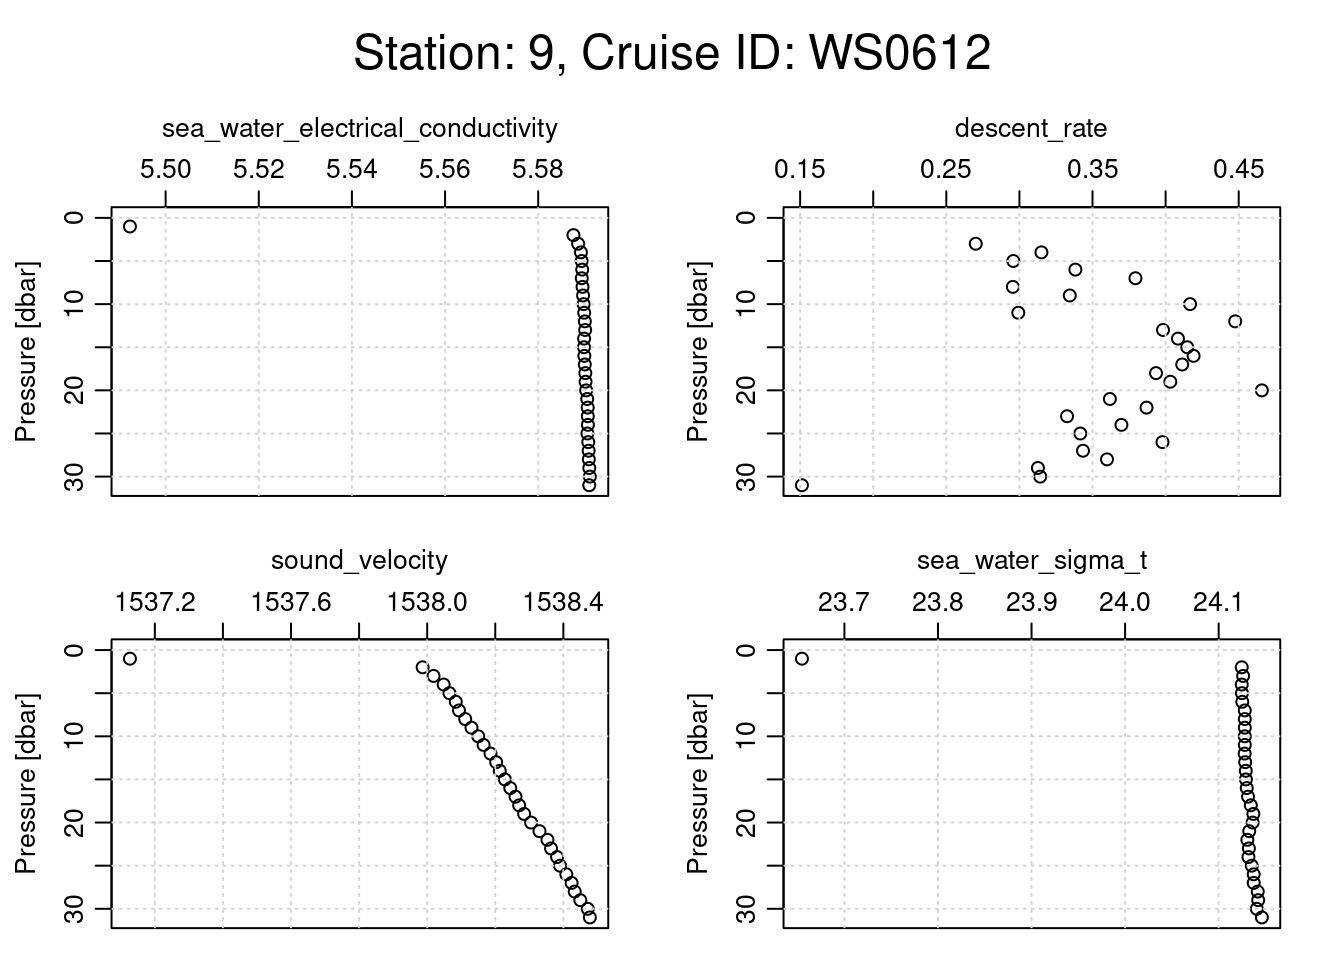 Station: 9, Cruise ID: WS0612
sea_water_electrical_conductivity
5.50 5.52 5.54 5.56 5.58
Pressure [dbar]
0
10
20
30
descent_rate
0.15 0.25 0.35 0.45
Pressure [dbar]
0
10
20
30
sound_velocity
1537.2 1537.6 1538.0 1538.4
Pressure [dbar]
0
10
20
30
sea_water_sigma_t
23.7 23.8 23.9 24.0 24.1
Pressure [dbar]
0
10
20
30